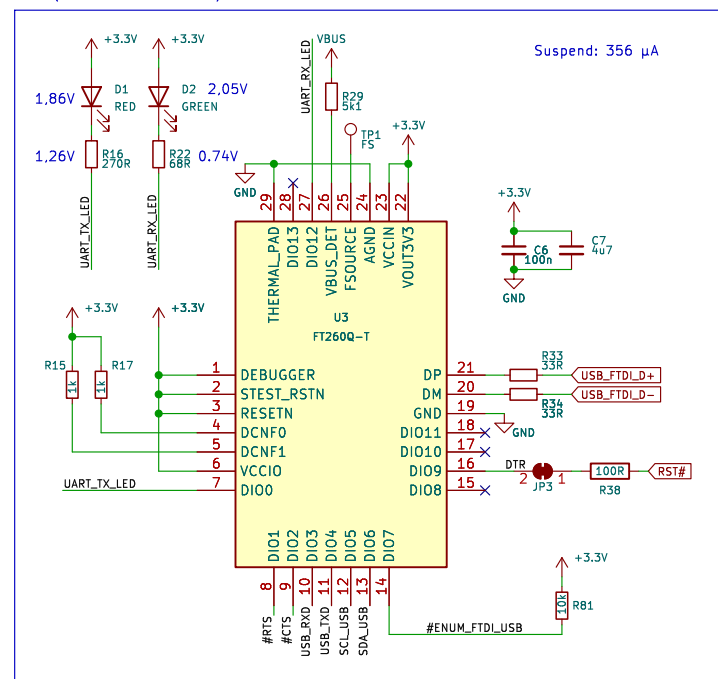 Suspend: 356 µA
+3.3V
+3.3V
VBUS
UART_RX_LED
1,86V
D1
RED
D2
GREEN
2,05V
R29
5k1
TP1
FS
+3.3V
1,26V
R16
270R
R22
68R
0.74V
GND
UART_TX_LED
UART_RX_LED
29
28
27
26
25
24
23
22
THERMAL_PAD
DIO13
DIO12
VBUS_DET
FSOURCE
AGND
VCCIN
VOUT3V3
+3.3V
C6
100n
C7
4u7
GND
+3.3V
+3.3V
U3
FT260Q-T
R15
1k
R17
1k
1 DEBUGGER
2 STEST_RSTN
3 RESETN
4 DCNF0
5 DCNF1
6 VCCIO
7 DIO0
UART_TX_LED
DP 21
DM 20
GND 19
DIO11 18
DIO10 17
DIO9 16
DIO8 15
R33
33R
USB_FTDI_D+
USB_FTDI_D-
R34
33R
GND
DTR
2
JP3
1
100R
R38
RST#
DIO1
DIO2
DIO3
DIO4
DIO5
DIO6
DIO7
8
9
10
11
12
13
14
#RTS
#CTS
USB_RXD
USB_TXD
SCL_USB
SDA_USB
#ENUM_FTDI_USB
+3.3V
10k
R81